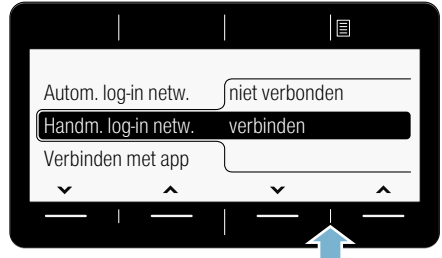 Autom. log-in netw. niet verbonden
Handm. log-in netw. verbinden
Verbinden met app